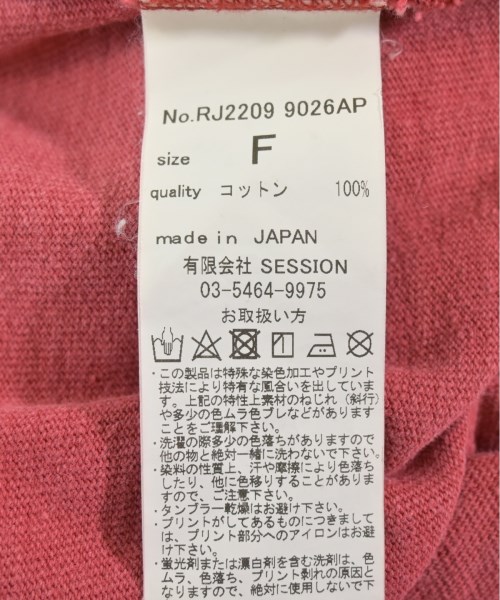 No.RJ2209 9026AP
size F
quality コットン 100%
made in JAPAN
有限会社 SESSION
03-5464-9975
お取扱い方
・この製品は特殊な染色加工やプリント
技法により特有な風合いを出していま
す。上記の特性上素材のねじれ（斜行）
や多少の色ムラ色ブレなどがあります
ことをご理解下さい。
・洗濯の際多少の色落ちがありますので
他の物と絶対一緒に洗わないで下さい。
・染料の性質上、汗や摩擦により色落ち
したり、他に色移りすることがありま
すので、ご注意下さい。
・タンブラー乾燥はお避け下さい。
・プリントがしてあるものにつきまして
は、プリント部分へのアイロンはお避け
下さい。
・蛍光剤または漂白剤を含む洗剤は、色
ムラ、色落ち、プリント剥れの原因と
なりますので、絶対に使用しないで下